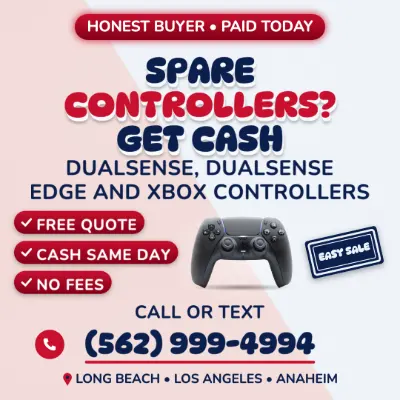 HONEST BUYER • PAID TODAY
SPARE
CONTROLLERS?
GET CASH
DUALSENSE, DUALSENSE
EDGE AND XBOX CONTROLLERS
FREE QUOTE
CASH SAME DAY
NO FEES
EASY SALE
CALL OR TEXT
(562) 999-4994
LONG BEACH • LOS ANGELES • ANAHEIM